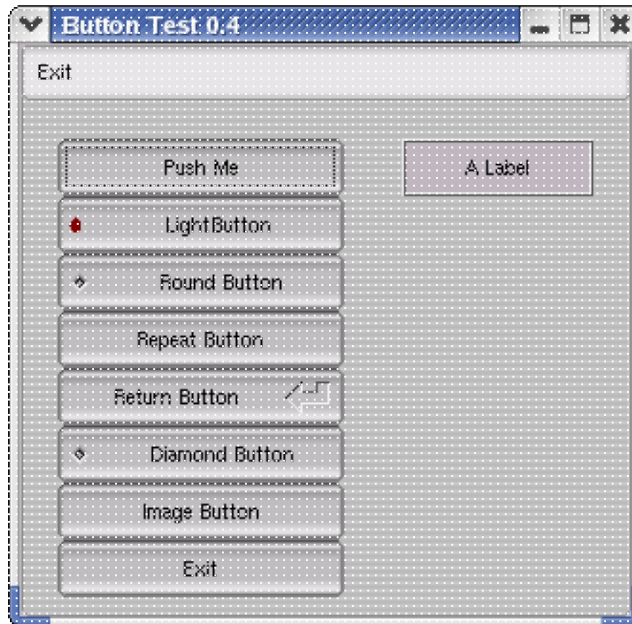 Button Test 0.4
Exit
Push Me
A Label
LightButton
Round Button
Repeat Button
Return Button
Diamond Button
Image Button
Exit